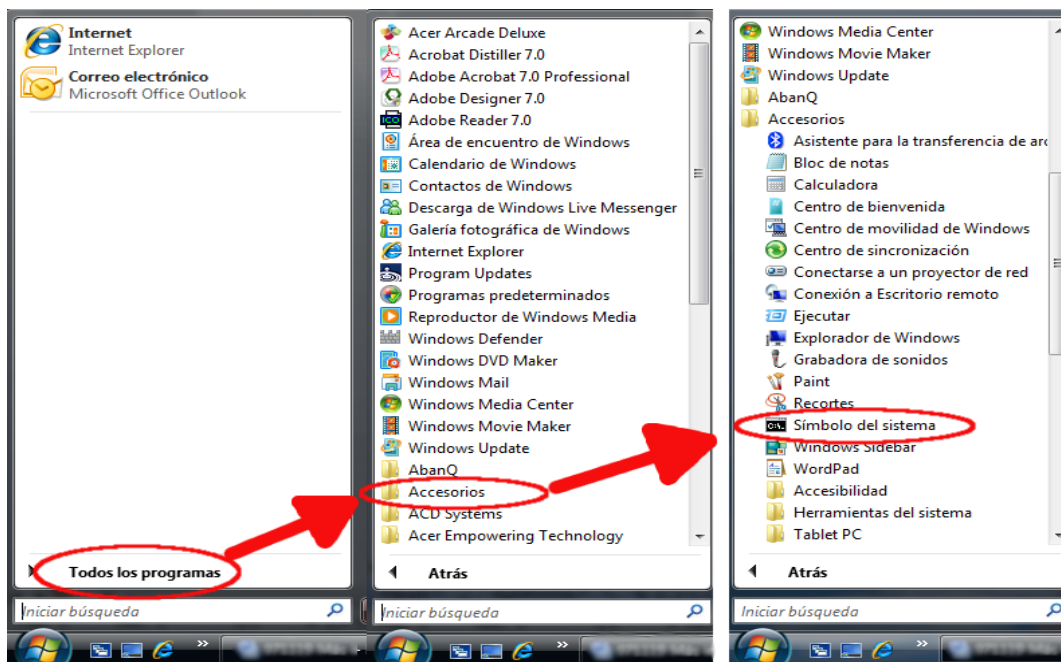 Internet
Internet Explorer
Correo electrónico
Microsoft Office Outlook
Todos los programas
Iniciar búsqueda
»
Acer Arcade Deluxe
Acrobat Distiller 7.0
Adobe Acrobat 7.0 Professional
Adobe Designer 7.0
Adobe Reader 7.0
Área de encuentro de Windows
Calendario de Windows
Contactos de Windows
Descarga de Windows Live Messenger
Galería fotográfica de Windows
Internet Explorer
Program Updates
Programas predeterminados
Reproductor de Windows Media
Windows Defender
Windows DVD Maker
Windows Mail
Windows Media Center
Windows Movie Maker
Windows Update
AbanQ
Accesorios
ACD Systems
Acer Empowering Technology
Atrás
Iniciar búsqueda
»
Windows Media Center
Windows Movie Maker
Windows Update
AbanQ
Accesorios
Asistente para la transferencia de arc
Bloc de notas
Calculadora
Centro de bienvenida
Centro de movilidad de Windows
Centro de sincronización
Conectarse a un proyector de red
Conexión a Escritorio remoto
Ejecutar
Explorador de Windows
Grabadora de sonidos
Paint
Recortes
Símbolo del sistema
Windows Sidebar
WordPad
Accesibilidad
Herramientas del sistema
Tablet PC
Atrás
Iniciar búsqueda
»